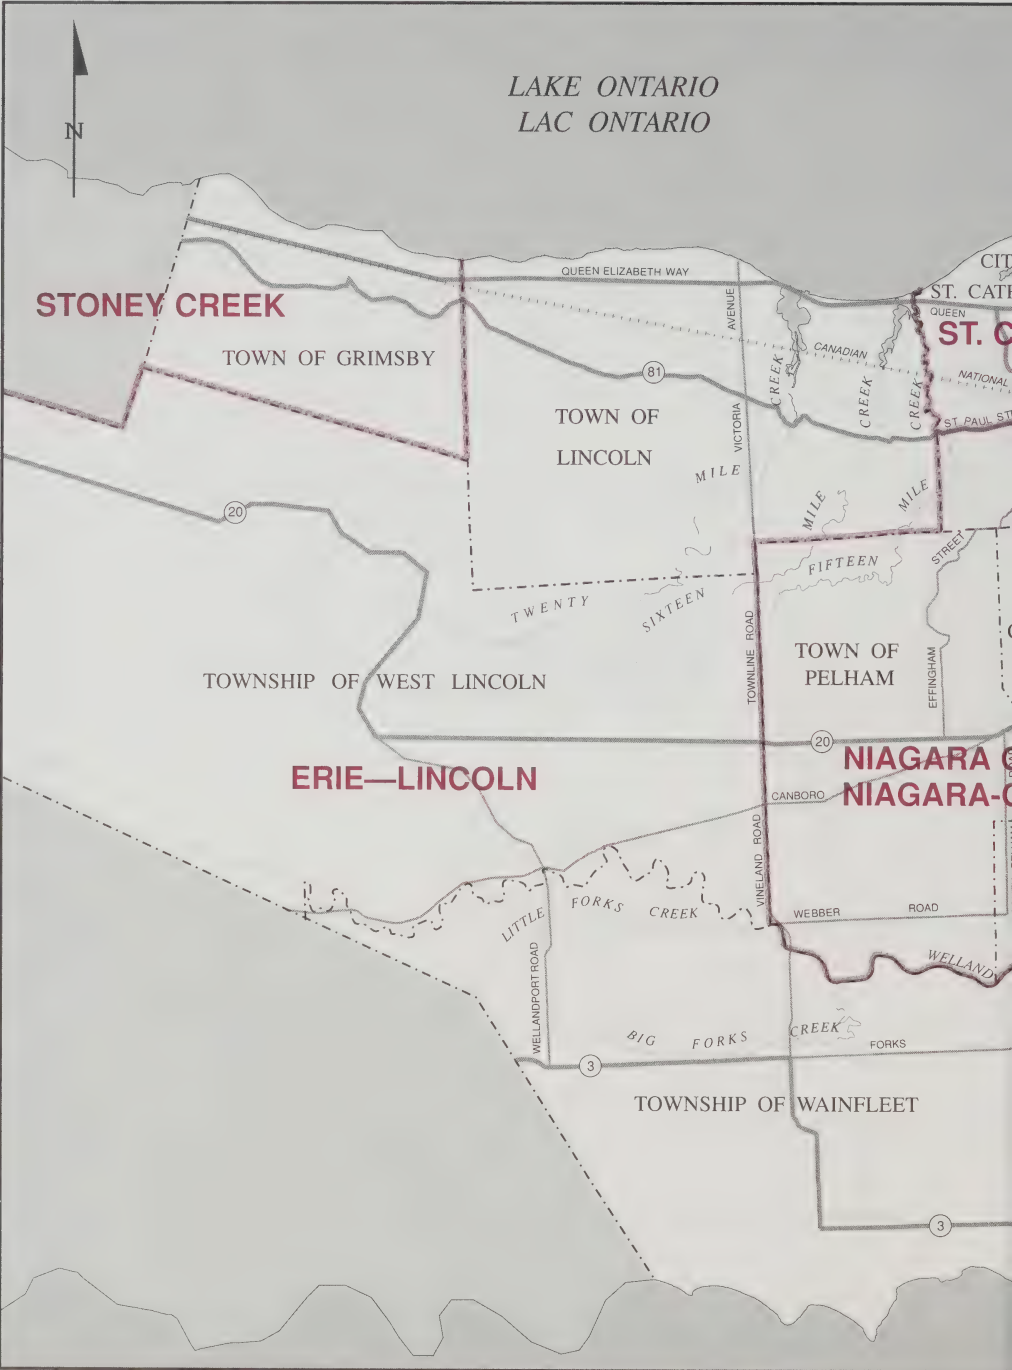 LAKE ONTARIO
LAC ONTARIO
N
STONEY CREEK
TOWN OF GRIMSBY
QUEEN ELIZABETH WAY
AVENUE
CIT
ST. CATH
QUEEN
ST. C
CANADIAN
NATIONAL
81
CREEK
CREEK
CREEK
ST. PAUL ST
TOWN OF
LINCOLN
VICTORIA
MILE
MILE
MILE
20
STREET
FIFTEEN
TWENTY
SIXTEEN
TOWNLINE ROAD
TOWN OF
PELHAM
EFFINGHAM
TOWNSHIP OF WEST LINCOLN
20
ERIE—LINCOLN
NIAGARA C
NIAGARA-C
CANBORO
VINELAND ROAD
LITTLE FORKS CREEK
WEBBER ROAD
WELLAND
WELLANDPORT ROAD
BIG FORKS CREEK
FORKS
3
TOWNSHIP OF WAINFLEET
3